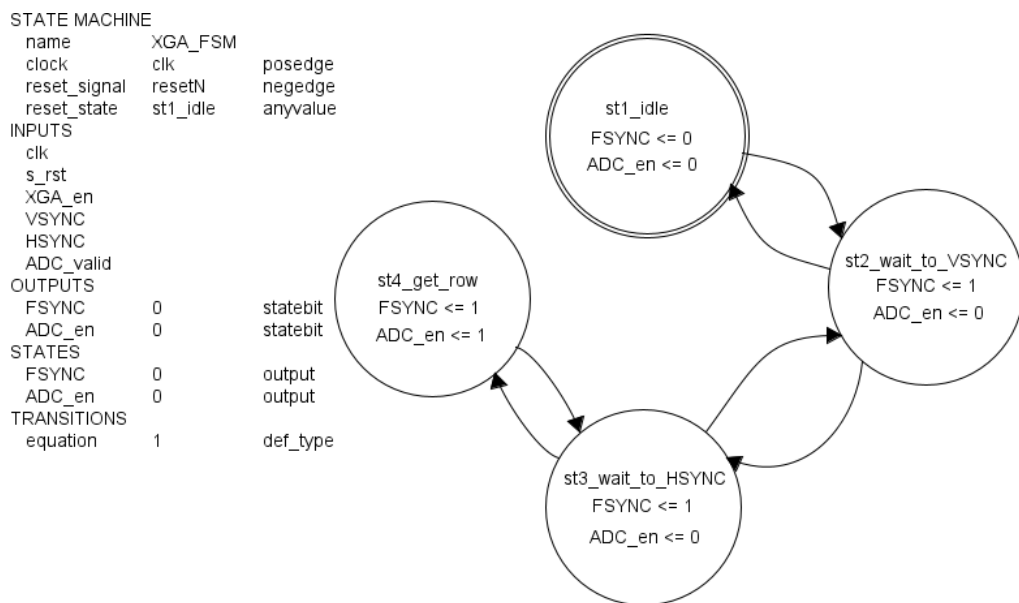 STATE MACHINE
name XGA_FSM
clock clk posedge
reset_signal resetN negedge
reset_state st1_idle anyvalue
INPUTS
clk
s_rst
XGA_en
VSYNC
HSYNC
ADC_valid
OUTPUTS
FSYNC 0 statebit
ADC_en 0 statebit
STATES
FSYNC 0 output
ADC_en 0 output
TRANSITIONS
equation 1 def_type
st1_idle
FSYNC <= 0
ADC_en <= 0
st2_wait_to_VSYNC
FSYNC <= 1
ADC_en <= 0
st4_get_row
FSYNC <= 1
ADC_en <= 1
st3_wait_to_HSYNC
FSYNC <= 1
ADC_en <= 0